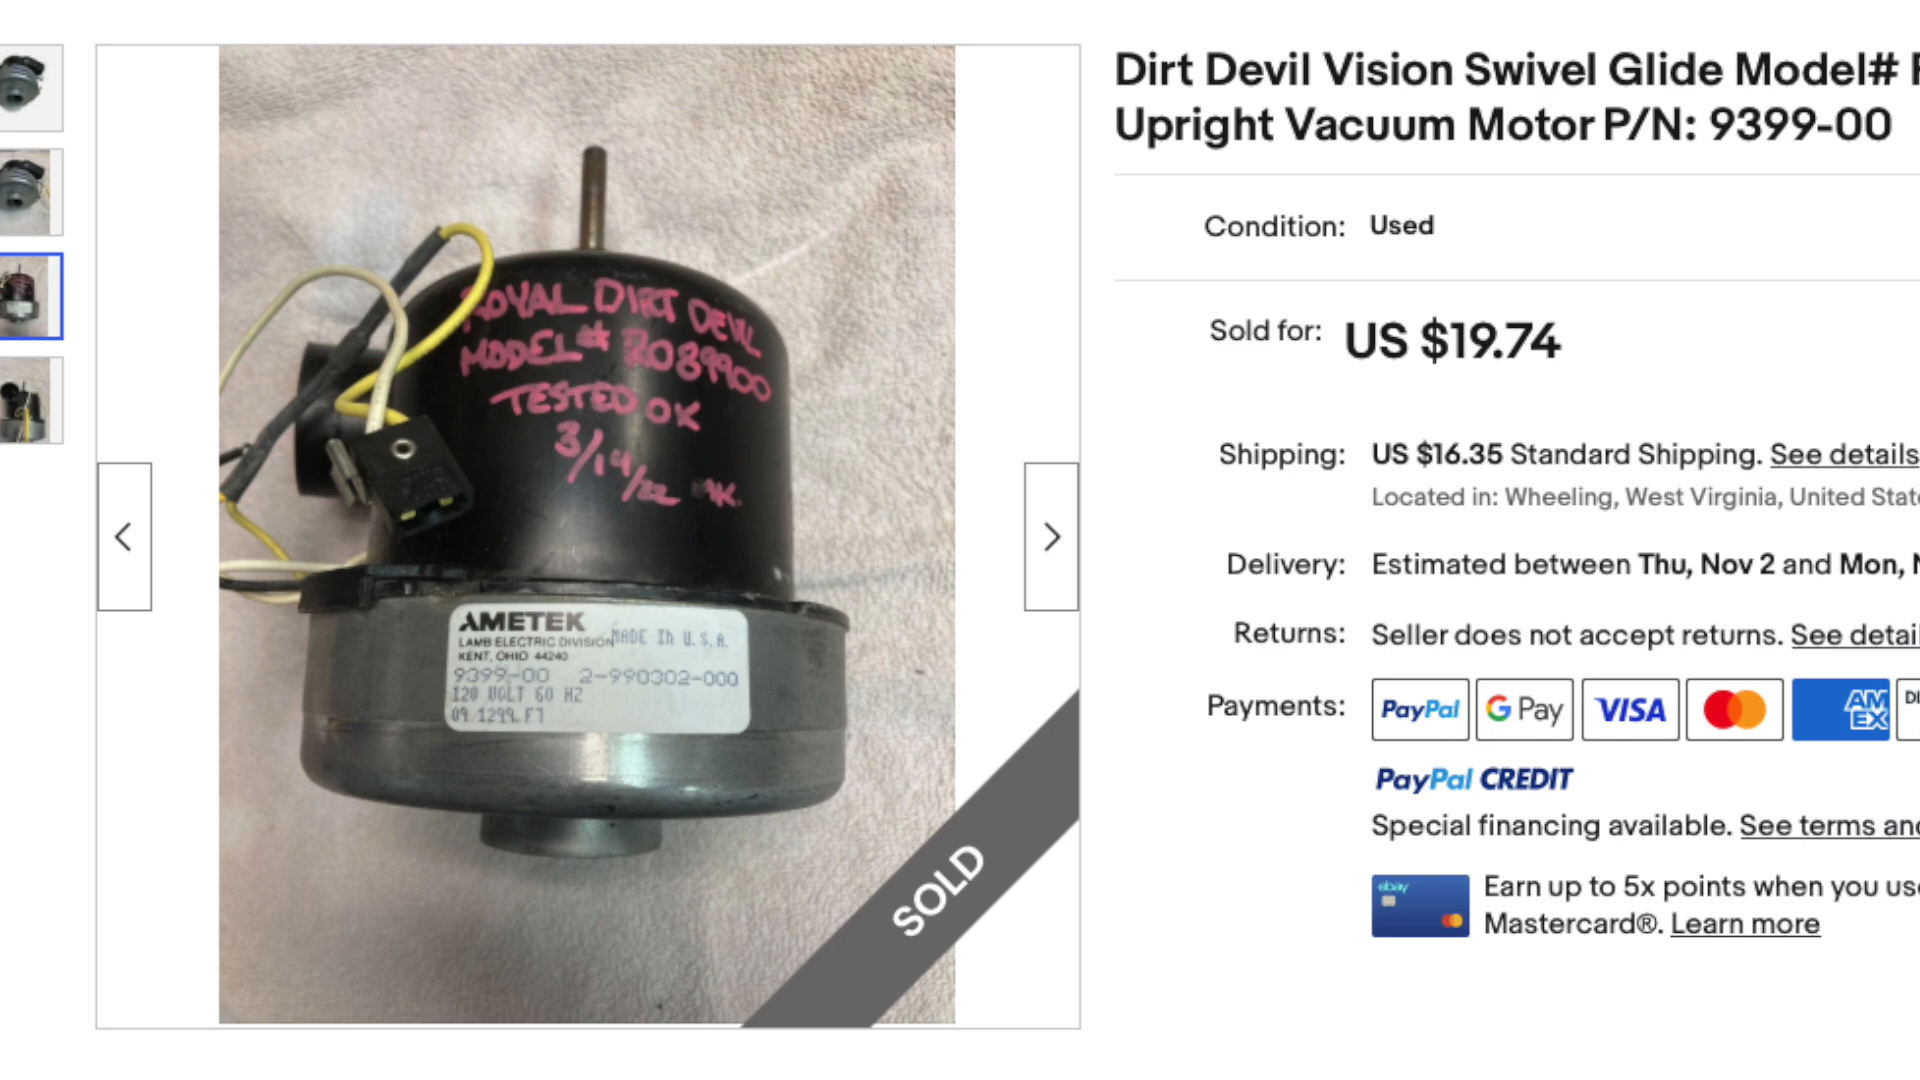 Dirt Devil Vision Swivel Glide Model#
Upright Vacuum Motor P/N: 9399-00
Condition: Used
Sold for: US $19.74
Shipping: US $16.35 Standard Shipping. See details
Located in: Wheeling, West Virginia, United
Delivery: Estimated between Thu, Nov 2 and Mon,
Returns: Seller does not accept returns. See
Payments: PayPal G Pay VISA AM EX
PayPal CREDIT
Special financing available. See terms
ebay
Earn up to 5x points when you
Mastercard®. Learn more
ROYAL DIRT DEVIL
MODEL# R089900
TESTED OK
3/14/22
AMETEK
LAMB ELECTRIC DIVISION MADE In U.S.A.
KENT, OHIO 44240
9399-00 2-990302-000
120 VOLT 60 HZ
SOLD